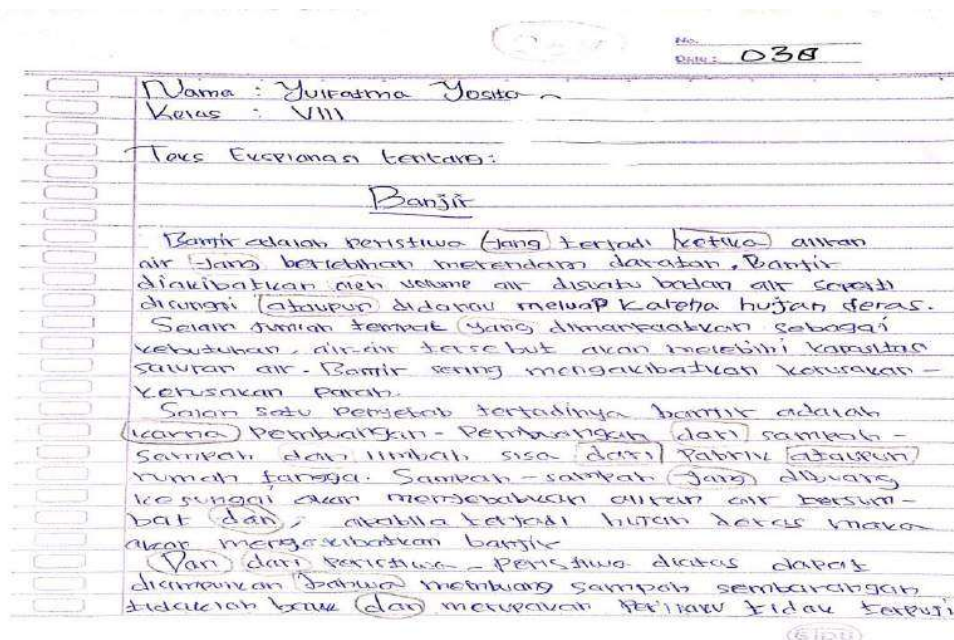 No.
Date: 038
Nama : Yulfatma Yosita
Kelas : VIII
Teks Eksplanasi tentang:
Banjir
Banjir adalah peristiwa yang terjadi ketika aliran
air yang berlebihan merendam daratan. Banjir
diakibatkan oleh volume air disuatu badan air seperti
disungai ataupun didanau meluap karena hujan deras.
Selain jumlah tempat yang dimanfaatkan sebagai
kebutuhan, air-air tersebut akan melebihi kapasitas
saluran air. Banjir sering mengakibatkan kerusakan-
kerusakan parah.
Salah satu penyebab terjadinya banjir adalah
karna pembuangan-pembuangan dari sampah-
sampah dan limbah sisa dari pabrik ataupun
rumah tangga. Sampah-sampah yang dibuang
kesungai akan menyebabkan aliran air tersum-
bat dan, apabila terjadi hujan deras maka
akan mengakibatkan banjir
Dan dari peristiwa-peristiwa diatas dapat
disimpulkan bahwa membuang sampah sembarangan
tidaklah baik dan merupakan perilaku tidak terpuji